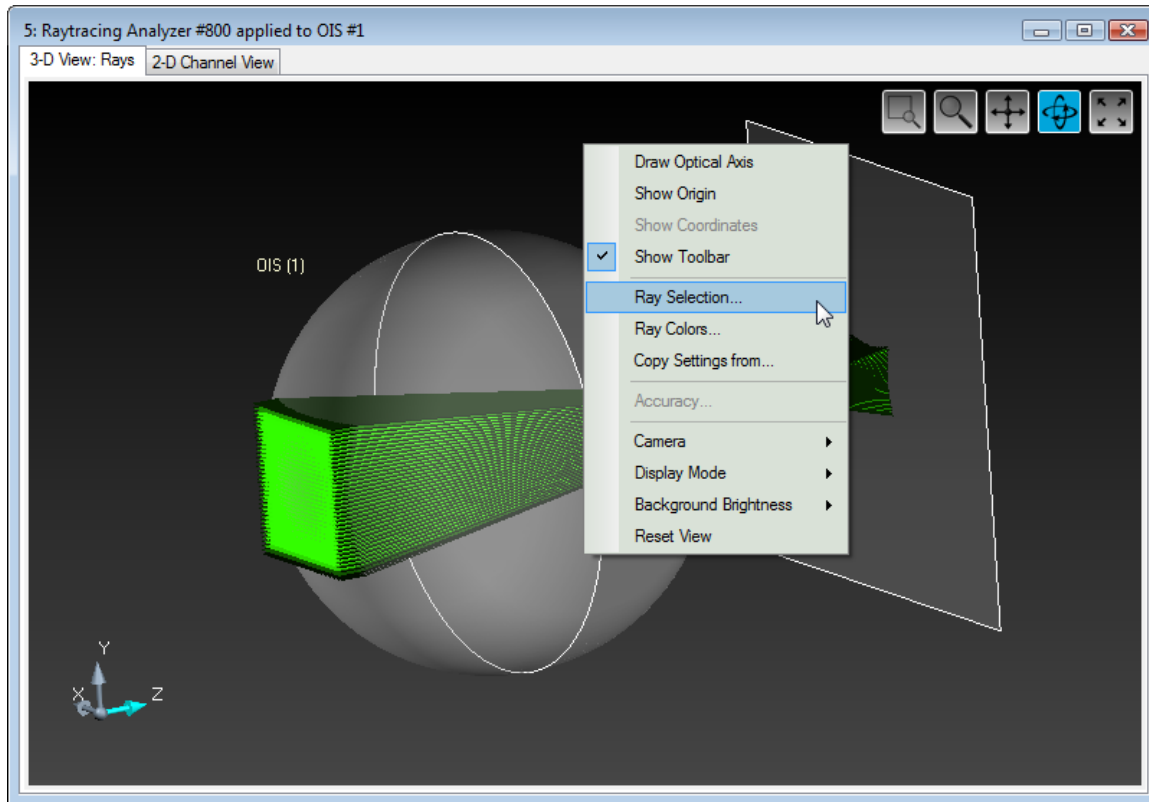 5: Raytracing Analyzer #800 applied to OIS #1
3-D View: Rays
2-D Channel View
Draw Optical Axis
Show Origin
Show Coordinates
Show Toolbar
OIS (1)
Ray Selection...
Ray Colors...
Copy Settings from...
Accuracy...
Camera
Display Mode
Background Brightness
Reset View
Y
X
Z